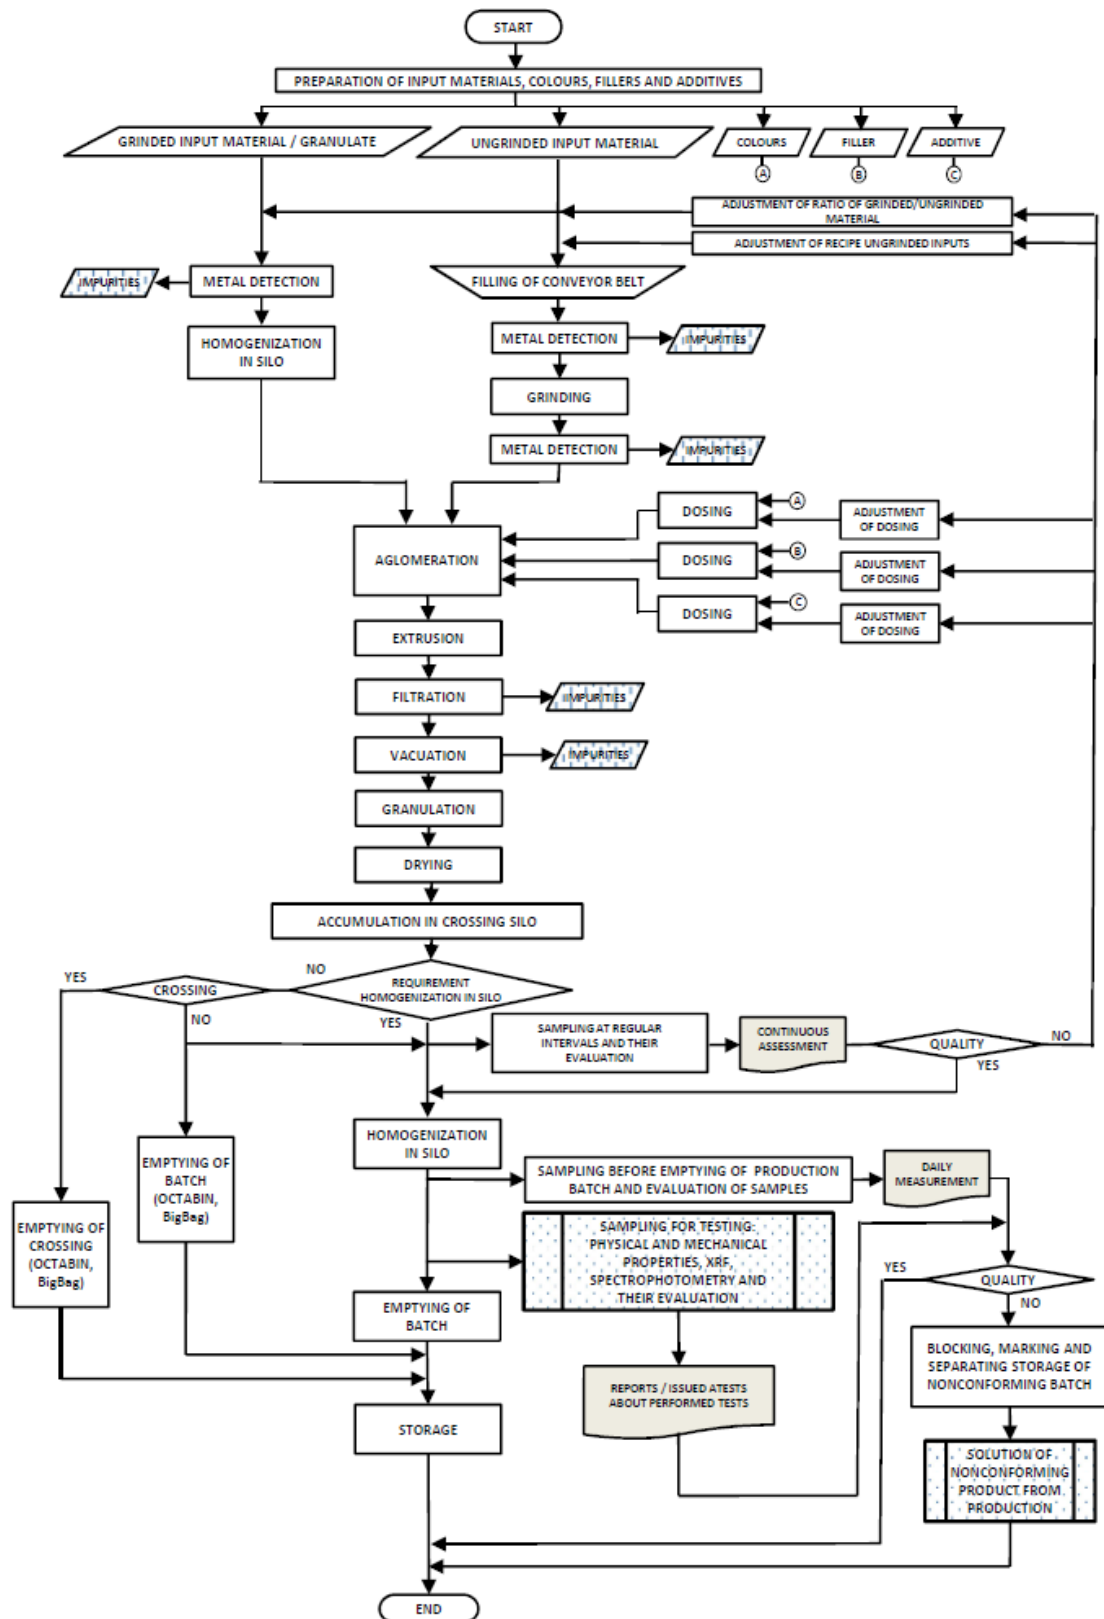 START
PREPARATION OF INPUT MATERIALS, COLOURS, FILLERS AND ADDITIVES
GRINDED INPUT MATERIAL / GRANULATE
UNGRINDED INPUT MATERIAL
COLOURS
FILLER
ADDITIVE
A
B
C
ADJUSTMENT OF RATIO OF GRINDED/UNGRINDED
MATERIAL
ADJUSTMENT OF RECIPE UNGRINDED INPUTS
IMPURITIES
METAL DETECTION
FILLING OF CONVEYOR BELT
HOMOGENIZATION
IN SILO
METAL DETECTION
IMPURITIES
GRINDING
METAL DETECTION
IMPURITIES
DOSING
A
ADJUSTMENT
OF DOSING
AGLOMERATION
DOSING
B
ADJUSTMENT
OF DOSING
DOSING
C
ADJUSTMENT
OF DOSING
EXTRUSION
FILTRATION
IIMPURITIES
VACUATION
IMPURITIES
GRANULATION
DRYING
ACCUMULATION IN CROSSING SILO
YES
CROSSING
NO
REQUIREMENT
HOMOGENIZATION IN SILO
NO
YES
SAMPLING AT REGULAR
INTERVALS AND THEIR
EVALUATION
CONTINUOUS
ASSESSMENT
QUALITY
NO
YES
HOMOGENIZATION
IN SILO
EMPTYING OF
BATCH
(OCTABIN,
BigBag)
SAMPLING BEFORE EMPTYING OF PRODUCTION
BATCH AND EVALUATION OF SAMPLES
DAILY
MEASUREMENT
EMPTYING OF
CROSSING
(OCTABIN,
BigBag)
SAMPLING FOR TESTING:
PHYSICAL AND MECHANICAL
PROPERTIES, XRF,
SPECTROPHOTOMETRY AND
THEIR EVALUATION
YES
QUALITY
NO
EMPTYING OF
BATCH
BLOCKING, MARKING AND
SEPARATING STORAGE OF
NONCONFORMING BATCH
REPORTS / ISSUED ATESTS
ABOUT PERFORMED TESTS
STORAGE
SOLUTION OF
NONCONFORMING
PRODUCT FROM
PRODUCTION
END